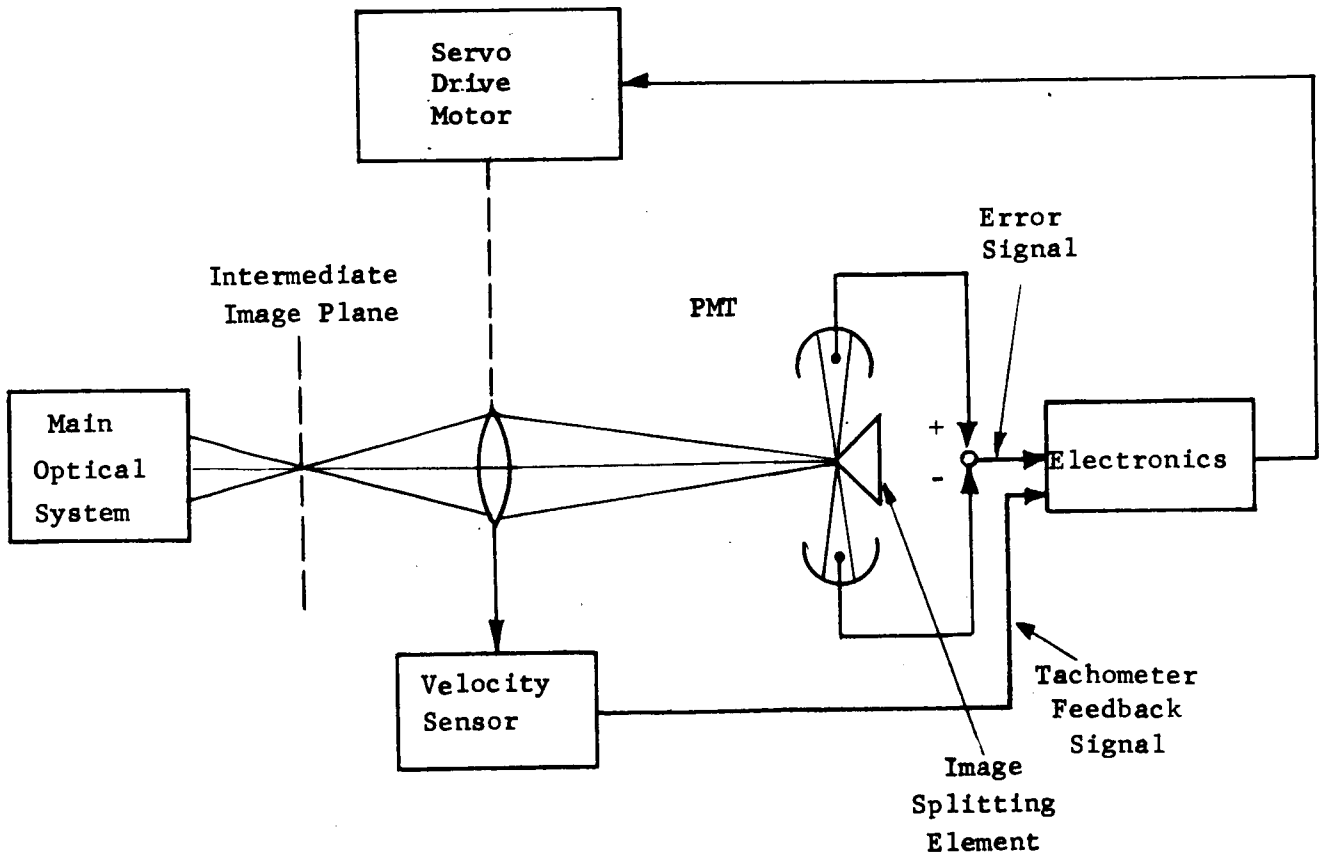 Servo
Drive
Motor
Error
Signal
Intermediate
Image Plane
PMT
Main
Optical
System
+
-
Electronics
Velocity
Sensor
Tachometer
Feedback
Signal
Image
Splitting
Element